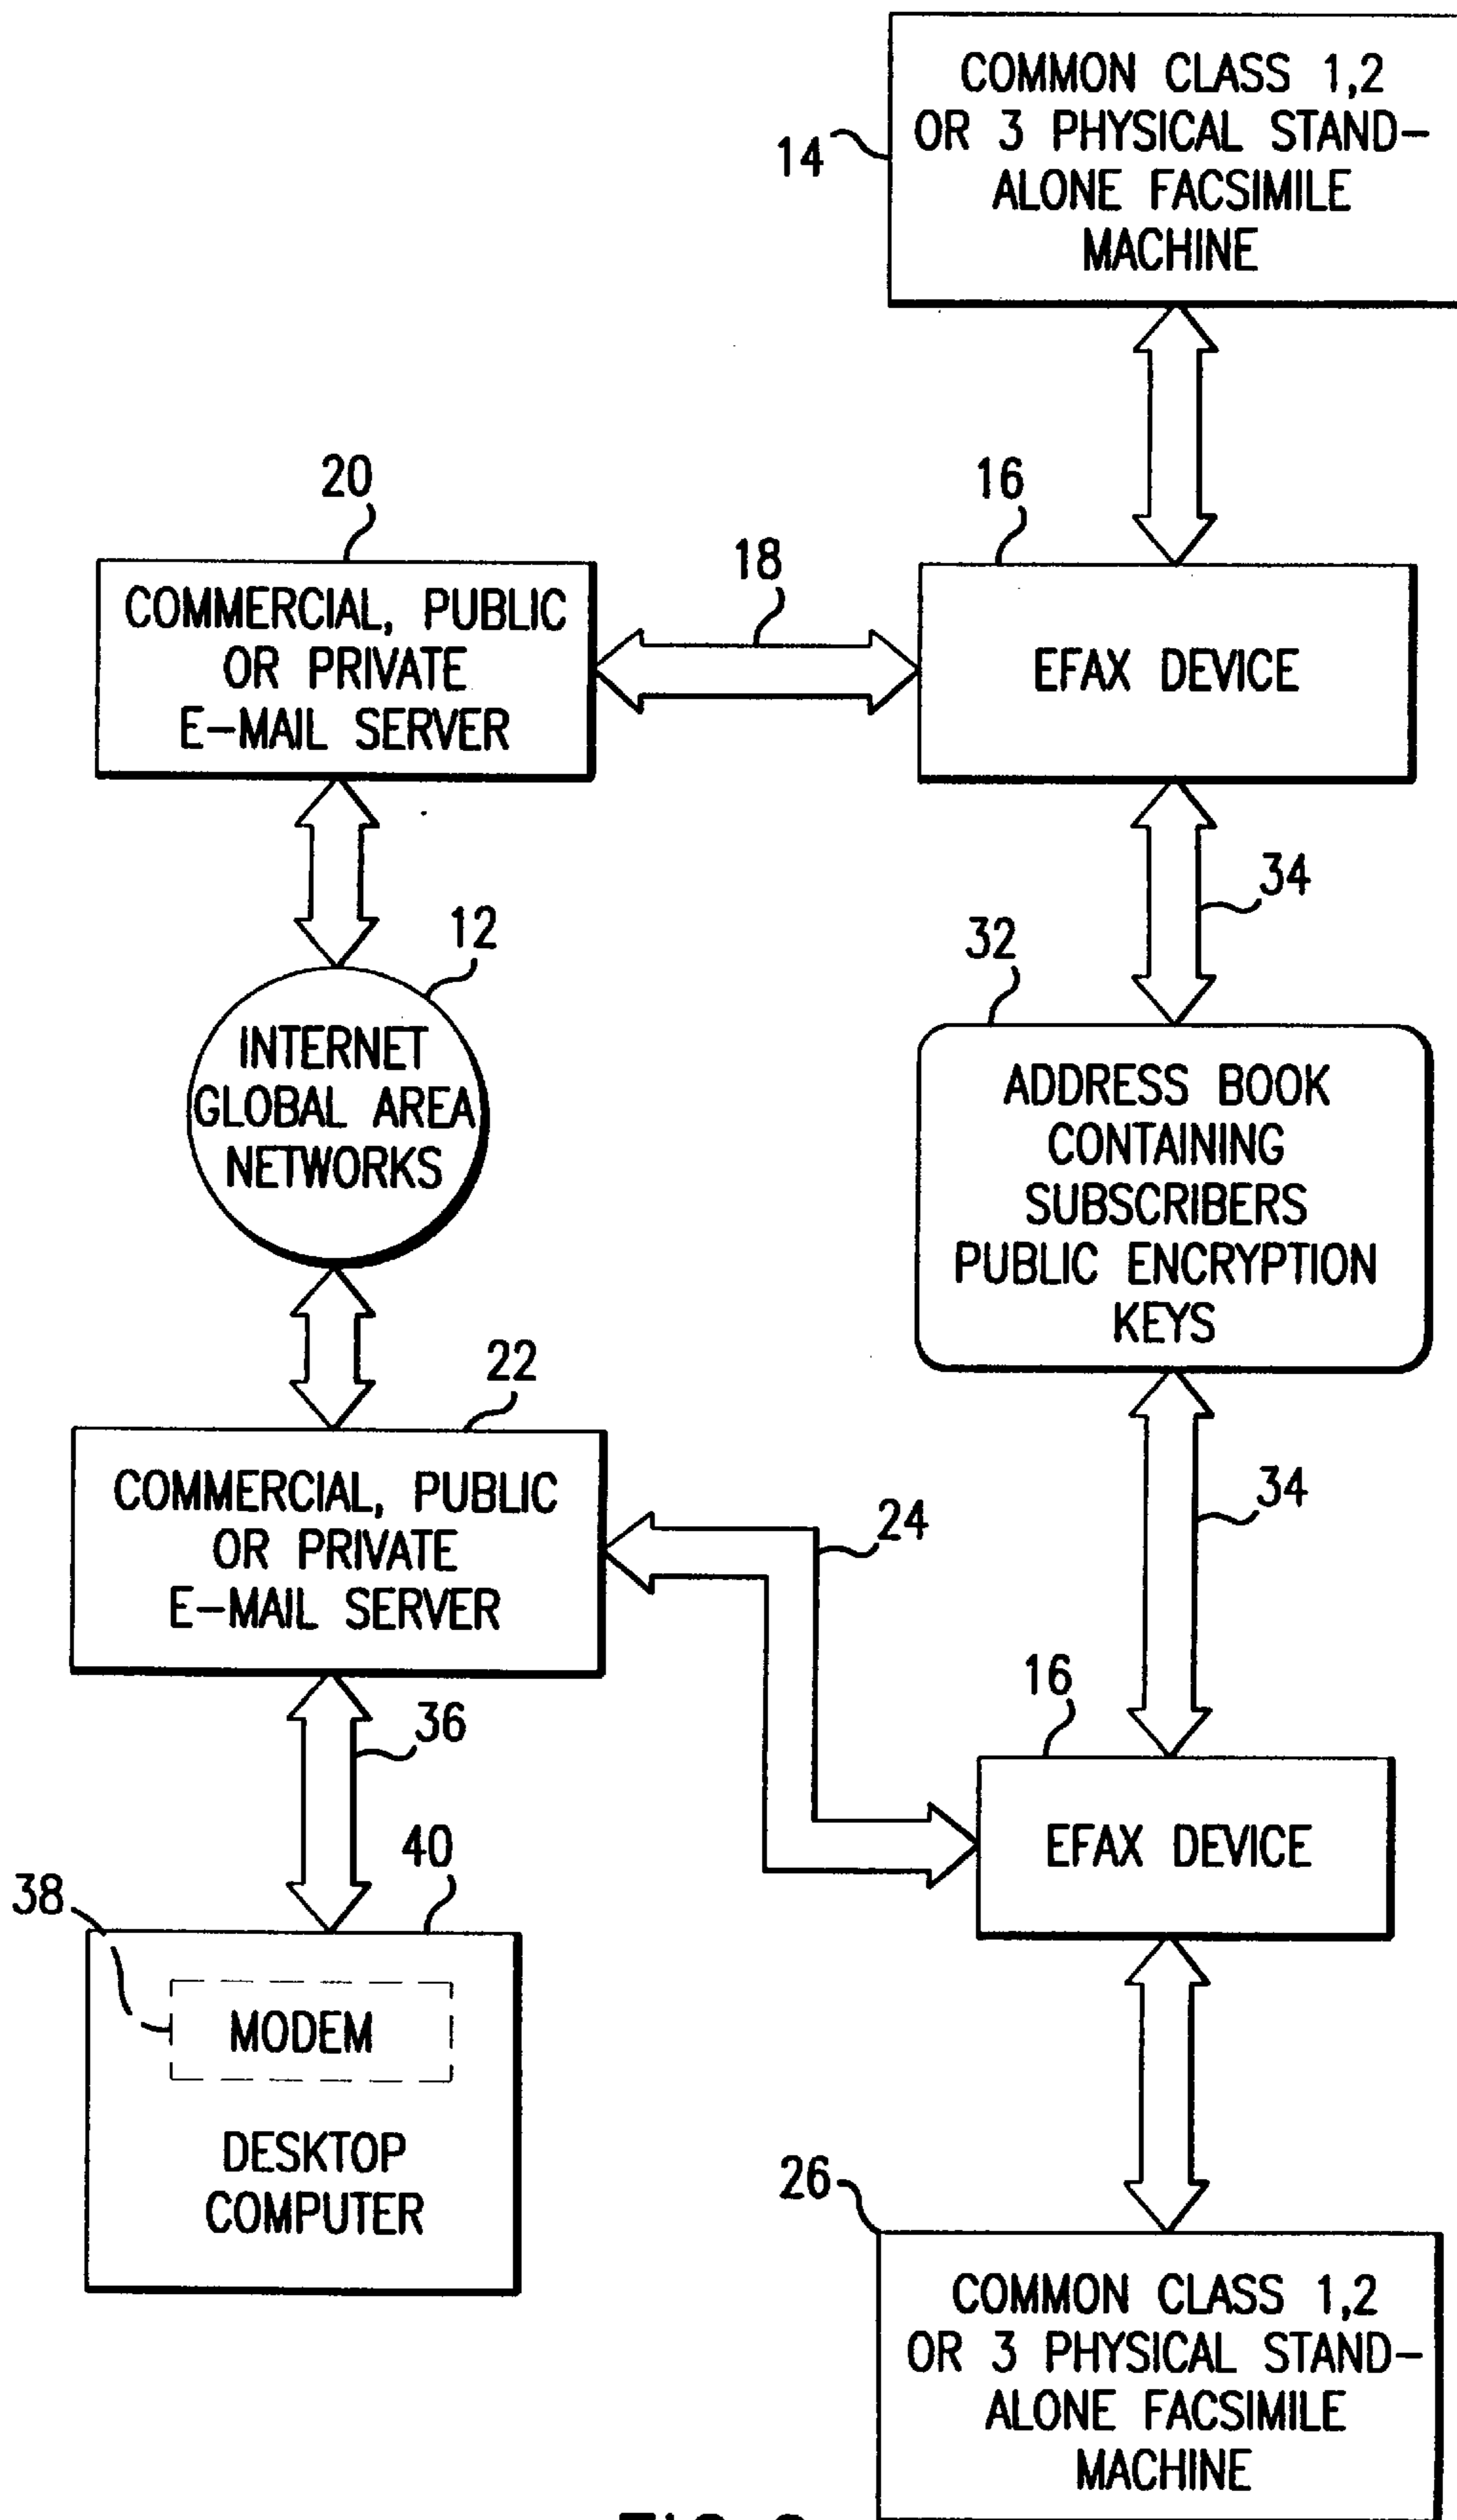 COMMON CLASS 1,2
OR 3 PHYSICAL STAND-
ALONE FACSIMILE
MACHINE
14
20
16
18
COMMERCIAL, PUBLIC
OR PRIVATE
E-MAIL SERVER
EFAX DEVICE
34
12
32
INTERNET
GLOBAL AREA
NETWORKS
ADDRESS BOOK
CONTAINING
SUBSCRIBERS
PUBLIC ENCRYPTION
KEYS
22
COMMERCIAL, PUBLIC
OR PRIVATE
E-MAIL SERVER
24
34
16
36
EFAX DEVICE
40
38
MODEM
DESKTOP
COMPUTER
26
COMMON CLASS 1,2
OR 3 PHYSICAL STAND-
ALONE FACSIMILE
MACHINE